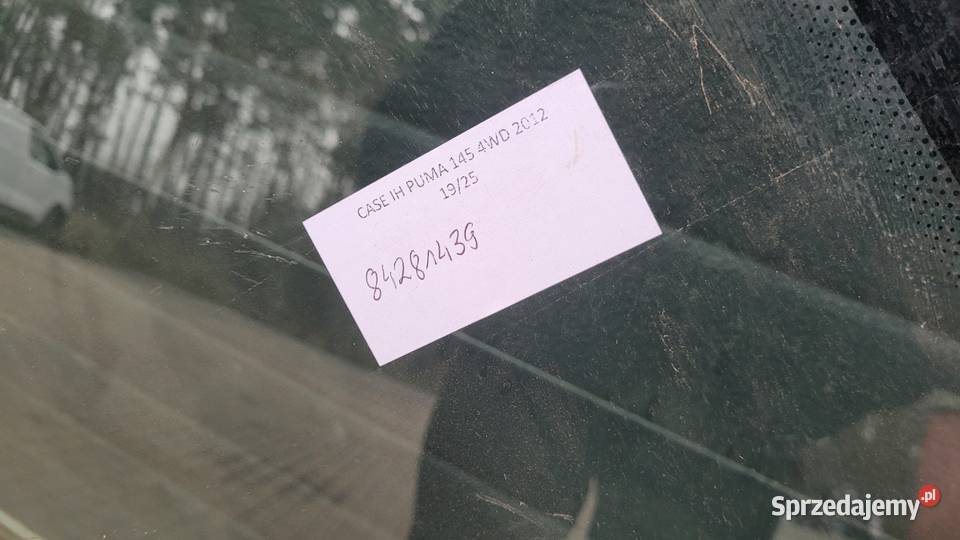 CASE IH PUMA 145 4WD 2012
19/25
84281439
Sprzedajemy.pl